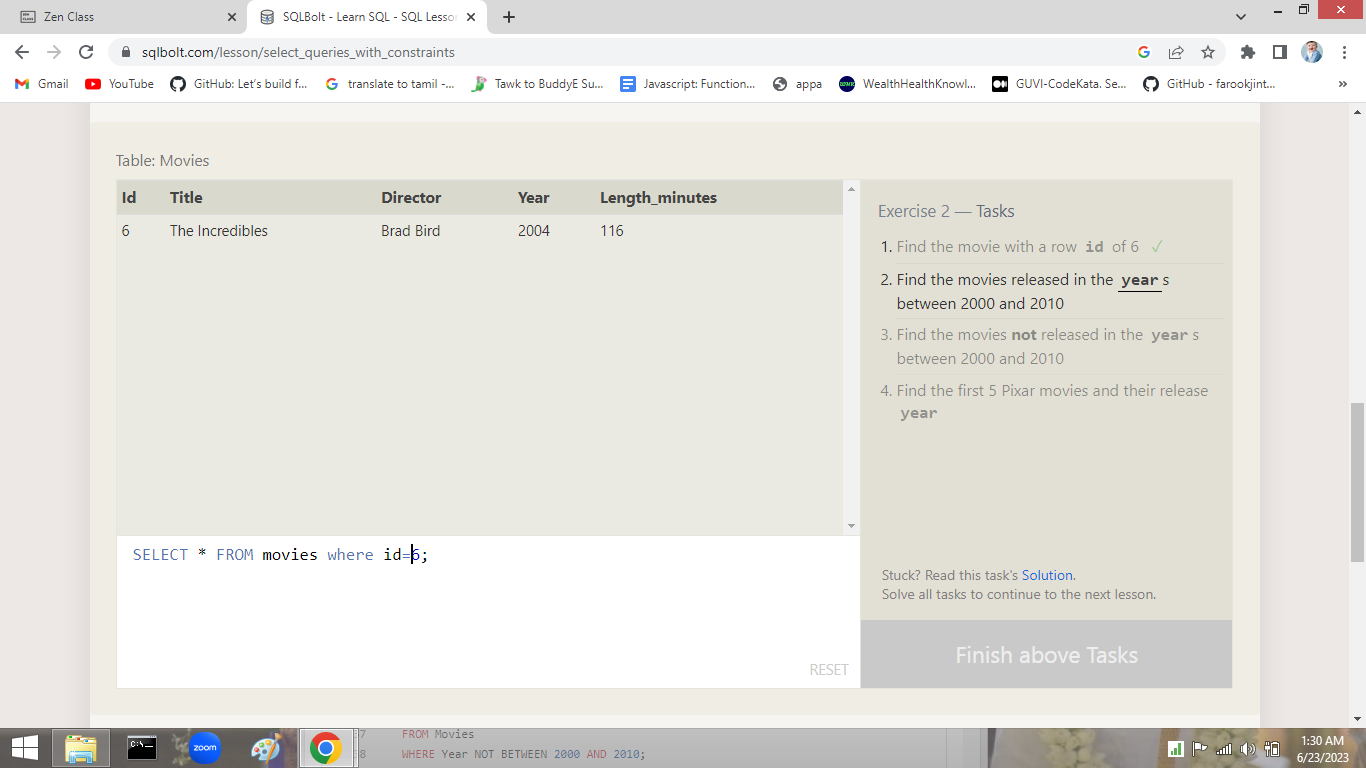 Zen Class
SQLBolt - Learn SQL - SQL Lesson
sqlbolt.com/lesson/select_queries_with_constraints
Gmail
YouTube
GitHub: Let's build f...
translate to tamil -...
Tawk to BuddyE Su...
Javascript: Function...
appa
WealthHealthKnowl...
GUVI-CodeKata. Se...
GitHub - farookjint...
»
Table: Movies
Id Title Director Year Length_minutes
6 The Incredibles Brad Bird 2004 116
SELECT * FROM movies where id=6;
RESET
Exercise 2 — Tasks
1. Find the movie with a row id of 6 ✓
2. Find the movies released in the year s
between 2000 and 2010
3. Find the movies not released in the year s
between 2000 and 2010
4. Find the first 5 Pixar movies and their release
year
Stuck? Read this task's Solution.
Solve all tasks to continue to the next lesson.
Finish above Tasks
7 FROM Movies
8 WHERE Year NOT BETWEEN 2000 AND 2010;
C:\_
zoom
1:30 AM
6/23/2023